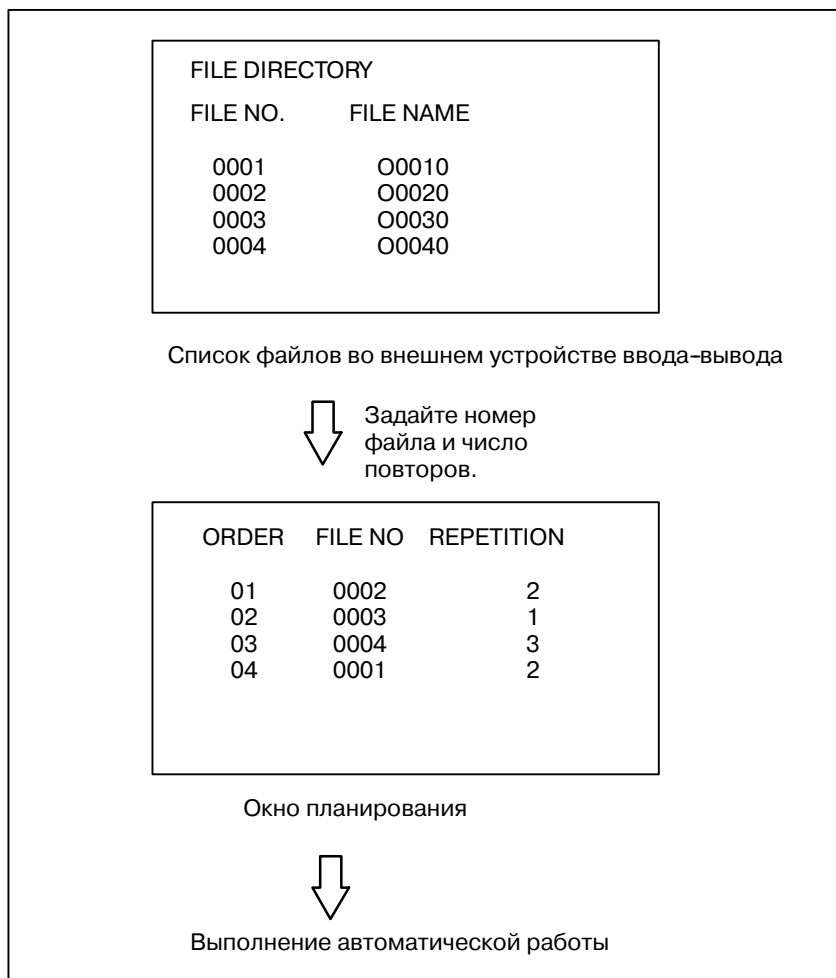 FILE DIRECTORY
FILE NO. FILE NAME
0001 O0010
0002 O0020
0003 O0030
0004 O0040
Список файлов во внешнем устройстве ввода-вывода
Задайте номер
файла и число
повторов.
ORDER FILE NO REPETITION
01 0002 2
02 0003 1
03 0004 3
04 0001 2
Окно планирования
Выполнение автоматической работы